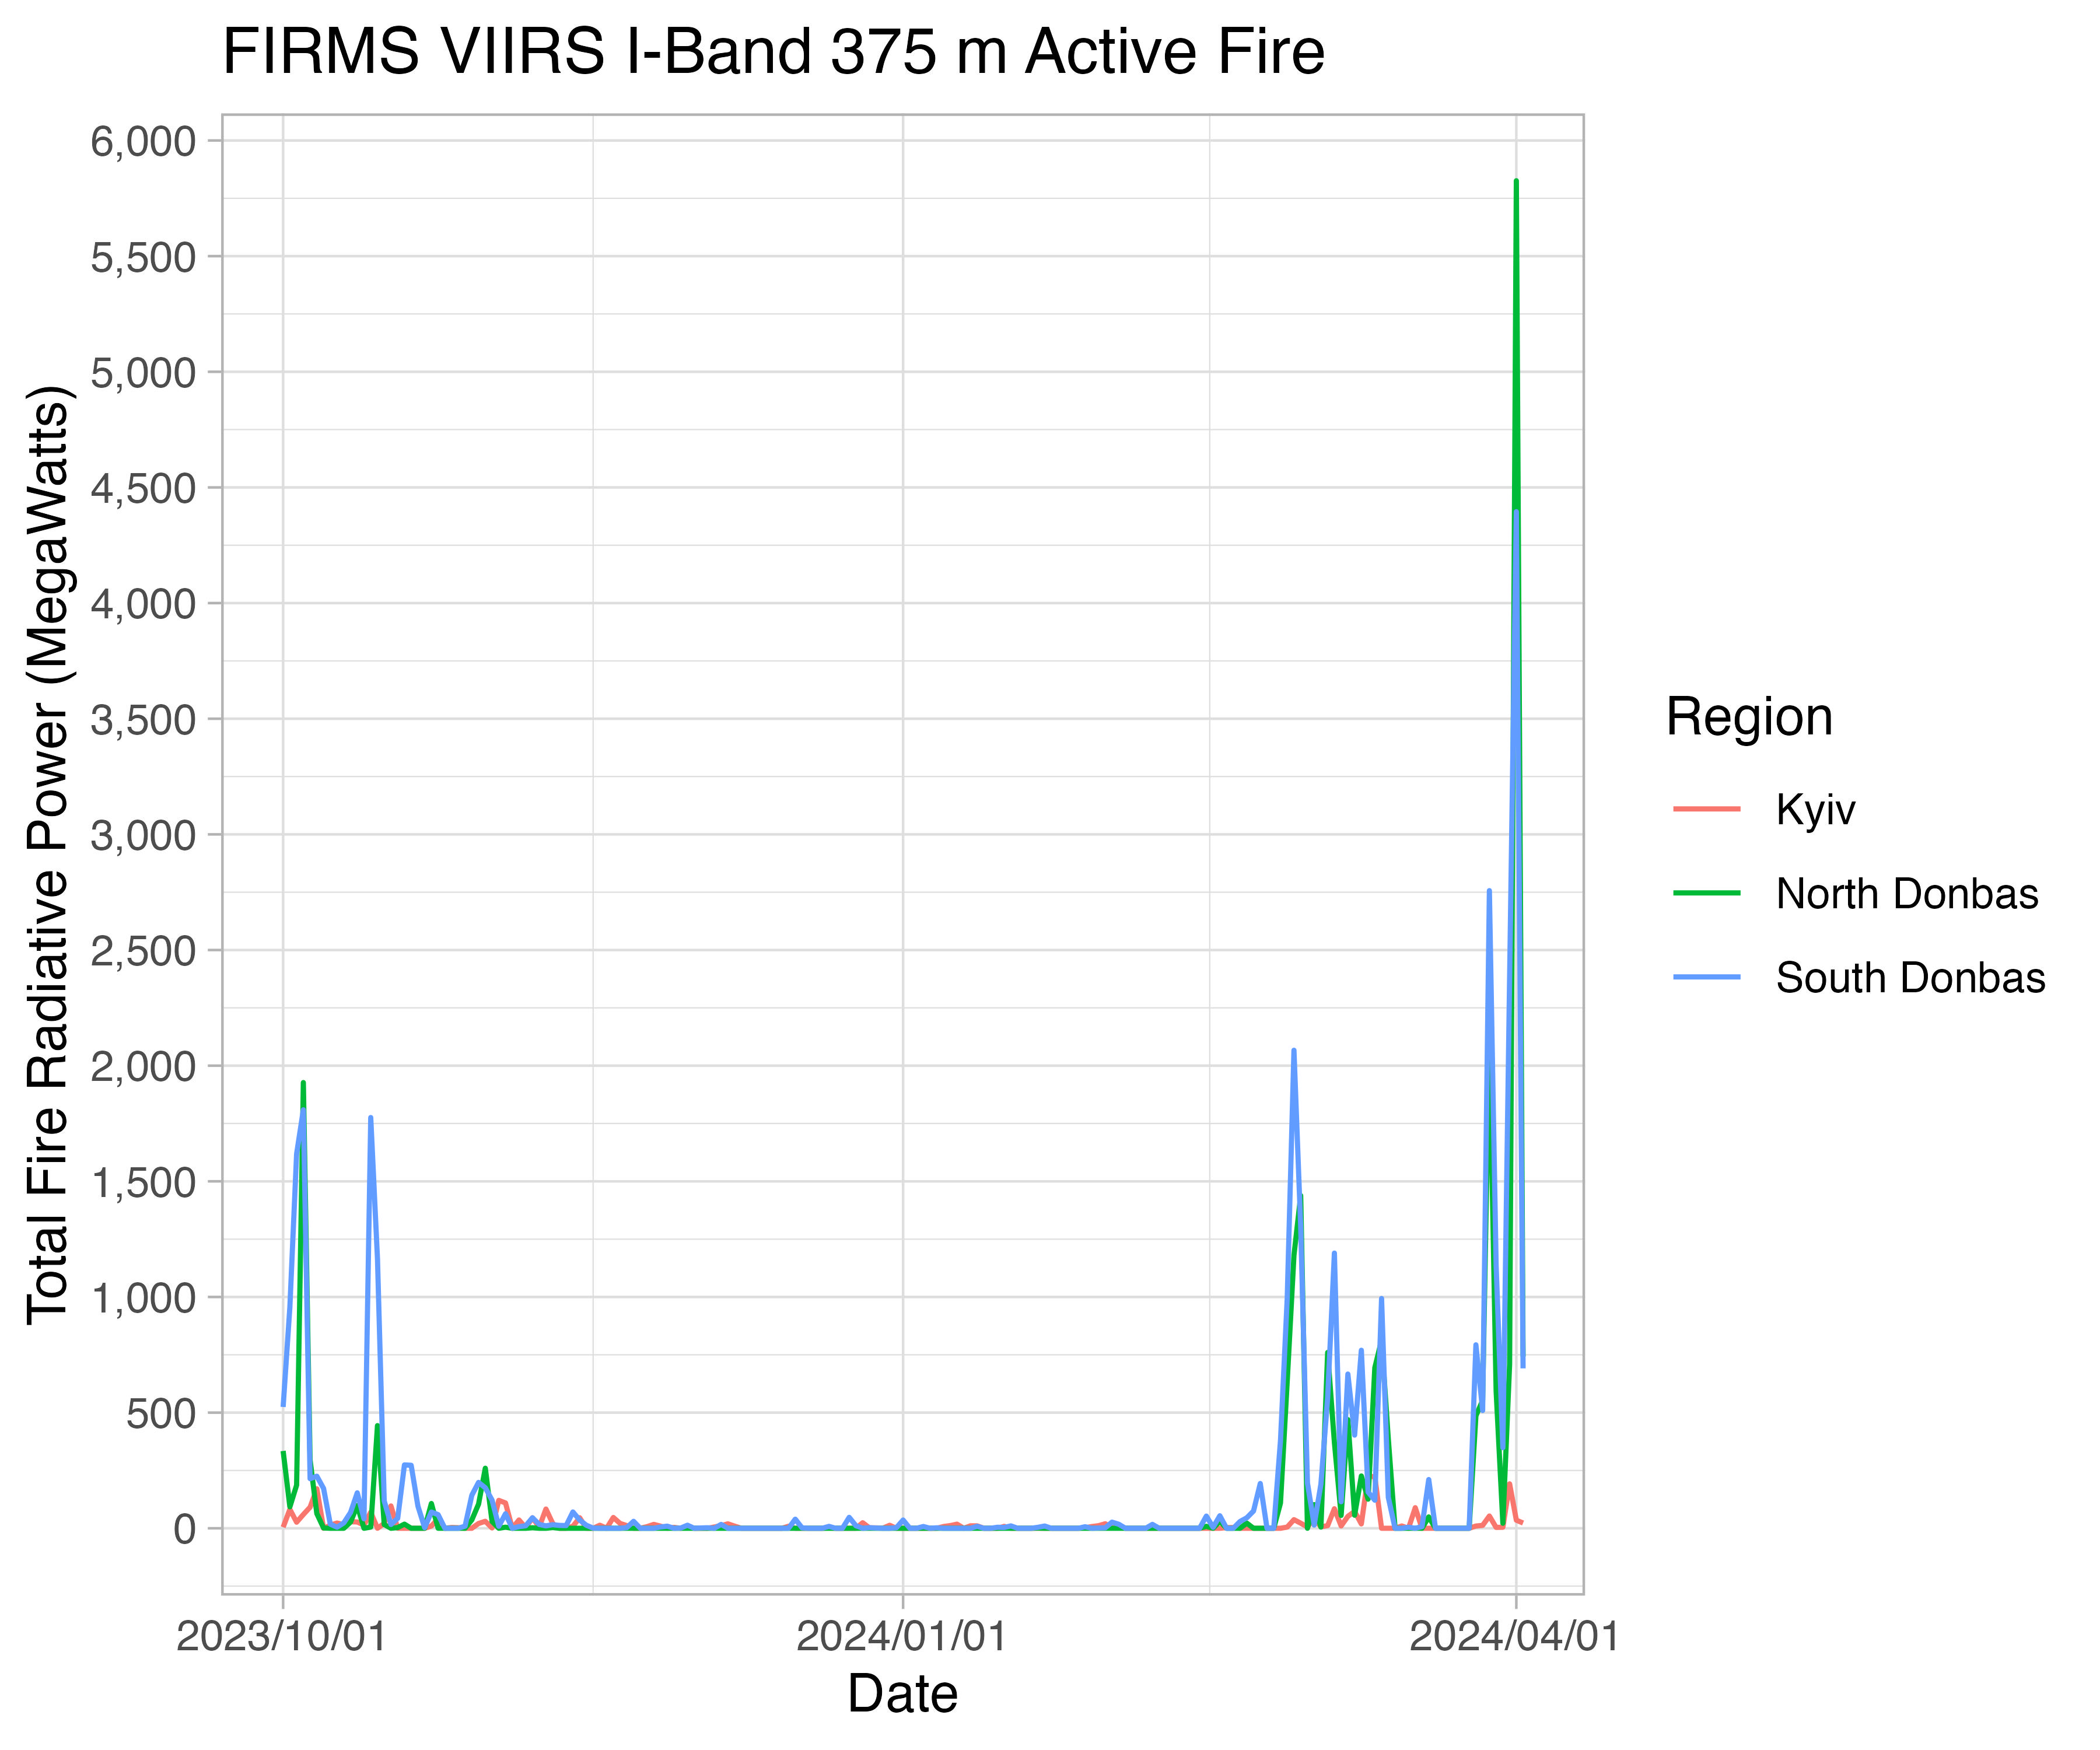 FIRMS VIIRS I-Band 375 m Active Fire
Total Fire Radiative Power (MegaWatts)
6,000
5,500
5,000
4,500
4,000
3,500
3,000
2,500
2,000
1,500
1,000
500
0
2023/10/01 2024/01/01 2024/04/01
Date
Region
Kyiv
North Donbas
South Donbas